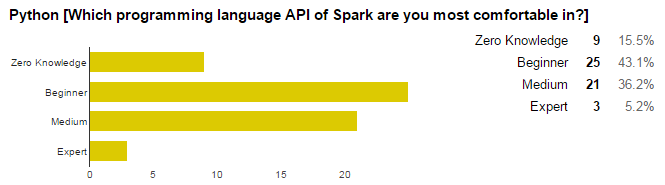 Python [Which programming language API of Spark are you most comfortable in?]
Zero Knowledge 9 15.5%
Beginner 25 43.1%
Medium 21 36.2%
Expert 3 5.2%
Zero Knowledge
Beginner
Medium
Expert
0 5 10 15 20